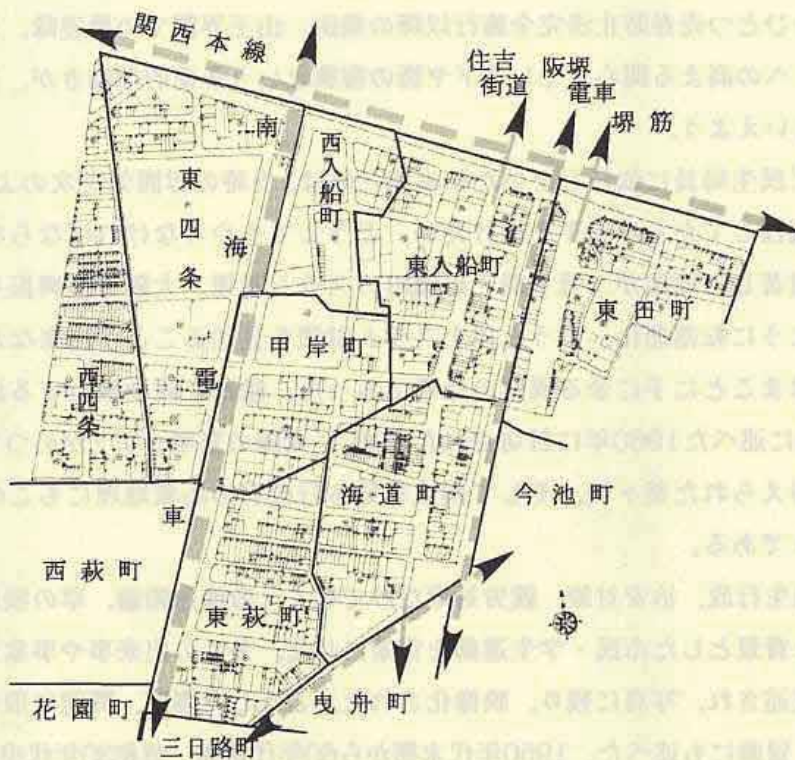 関西本線
住吉街道
阪堺電車
堺筋
南海電車
西入船町
東四条
東入船町
東田町
甲岸町
西四条
海道町
今池町
西萩町
東萩町
花園町
曳舟町
三日路町